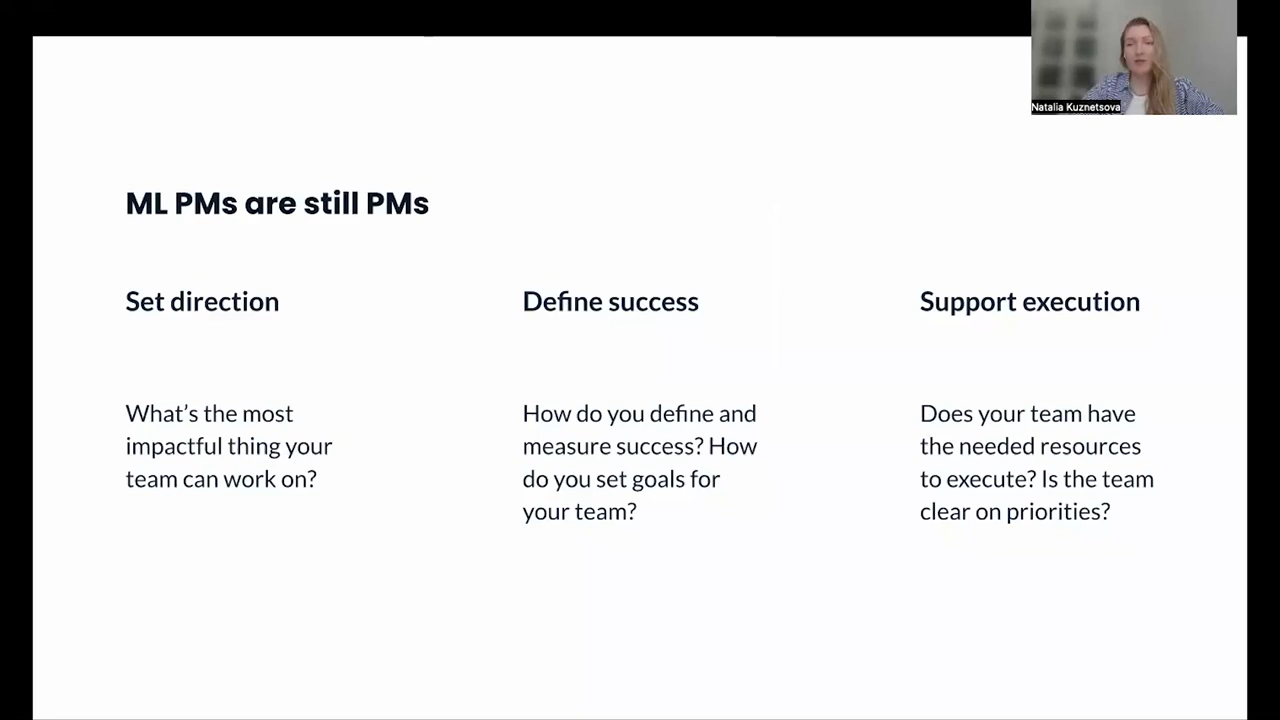 Natalia Kuznetsova
ML PMs are still PMs
Set direction
What’s the most
impactful thing your
team can work on?
Define success
How do you define and
measure success? How
do you set goals for
your team?
Support execution
Does your team have
the needed resources
to execute? Is the team
clear on priorities?